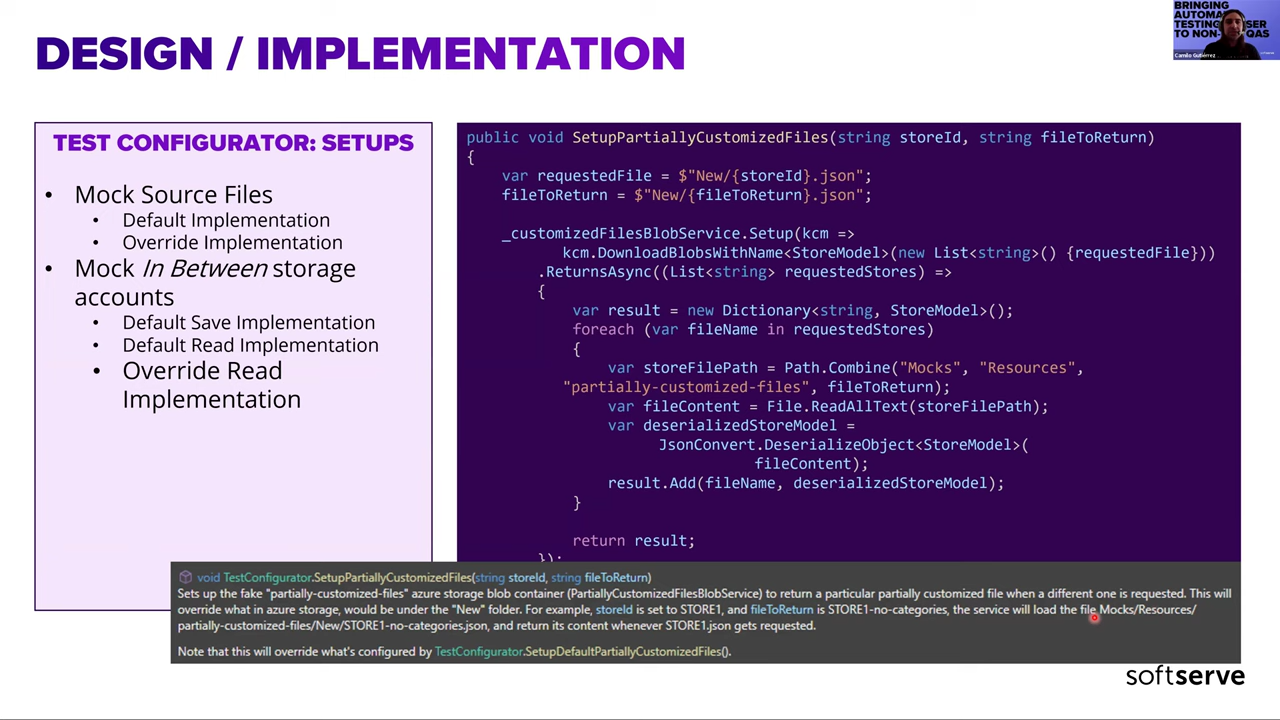 DESIGN / IMPLEMENTATION
BRINGING
AUTOMA
TESTING SER
TO NON- QAS
Camilo Gutiérrez
TEST CONFIGURATOR: SETUPS
• Mock Source Files
• Default Implementation
• Override Implementation
• Mock In Between storage
accounts
• Default Save Implementation
• Default Read Implementation
• Override Read
Implementation
public void SetupPartiallyCustomizedFiles(string storeId, string fileToReturn)
{
var requestedFile = $"New/{storeId}.json";
fileToReturn = $"New/{fileToReturn}.json";
_customizedFilesBlobService.Setup(kcm =>
kcm.DownloadBlobsWithName<StoreModel>(new List<string>() {requestedFile}))
.ReturnsAsync((List<string> requestedStores) =>
{
var result = new Dictionary<string, StoreModel>();
foreach (var fileName in requestedStores)
{
var storeFilePath = Path.Combine("Mocks", "Resources",
"partially-customized-files", fileToReturn);
var fileContent = File.ReadAllText(storeFilePath);
var deserializedStoreModel =
JsonConvert.DeserializeObject<StoreModel>(
fileContent);
result.Add(fileName, deserializedStoreModel);
}
return result;
});
void TestConfigurator.SetupPartiallyCustomizedFiles(string storeId, string fileToReturn)
Sets up the fake "partially-customized-files" azure storage blob container (PartiallyCustomizedFilesBlobService) to return a particular partially customized file when a different one is requested. This will
override what in azure storage, would be under the "New" folder. For example, storeId is set to STORE1, and fileToReturn is STORE1-no-categories, the service will load the file Mocks/Resources/
partially-customized-files/New/STORE1-no-categories.json, and return its content whenever STORE1.json gets requested.
Note that this will override what's configured by TestConfigurator.SetupDefaultPartiallyCustomizedFiles().
softserve